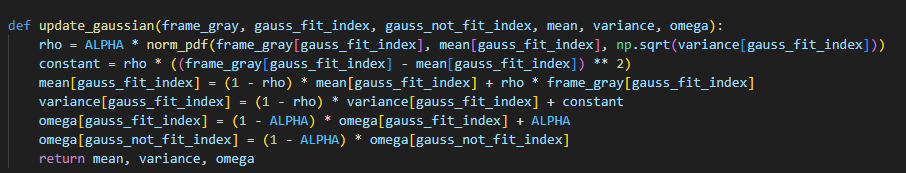 def update_gaussian(frame_gray, gauss_fit_index, gauss_not_fit_index, mean, variance, omega):
    rho = ALPHA * norm_pdf(frame_gray[gauss_fit_index], mean[gauss_fit_index], np.sqrt(variance[gauss_fit_index]))
    constant = rho * ((frame_gray[gauss_fit_index] - mean[gauss_fit_index]) ** 2)
    mean[gauss_fit_index] = (1 - rho) * mean[gauss_fit_index] + rho * frame_gray[gauss_fit_index]
    variance[gauss_fit_index] = (1 - rho) * variance[gauss_fit_index] + constant
    omega[gauss_fit_index] = (1 - ALPHA) * omega[gauss_fit_index] + ALPHA
    omega[gauss_not_fit_index] = (1 - ALPHA) * omega[gauss_not_fit_index]
    return mean, variance, omega